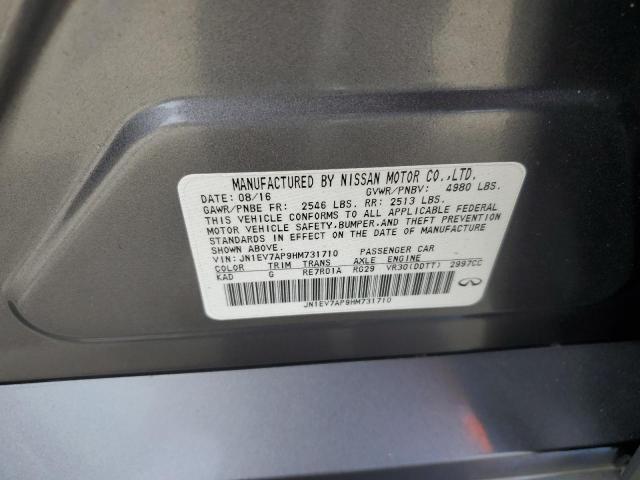 MANUFACTURED BY NISSAN MOTOR CO.,LTD.
DATE: 08/16 GVWR/PNBV: 4980 LBS.
GAWR/PNBE FR: 2546 LBS. RR: 2513 LBS.
THIS VEHICLE CONFORMS TO ALL APPLICABLE FEDERAL
MOTOR VEHICLE SAFETY,BUMPER,AND THEFT PREVENTION
STANDARDS IN EFFECT ON THE DATE OF MANUFACTURE
SHOWN ABOVE.
VIN: JN1EV7AP9HM731710 PASSENGER CAR
COLOR TRIM TRANS AXLE ENGINE
KAD G RE7R01A RG29 VR30(DDTT) 2997CC
JN1EV7AP9HM731710